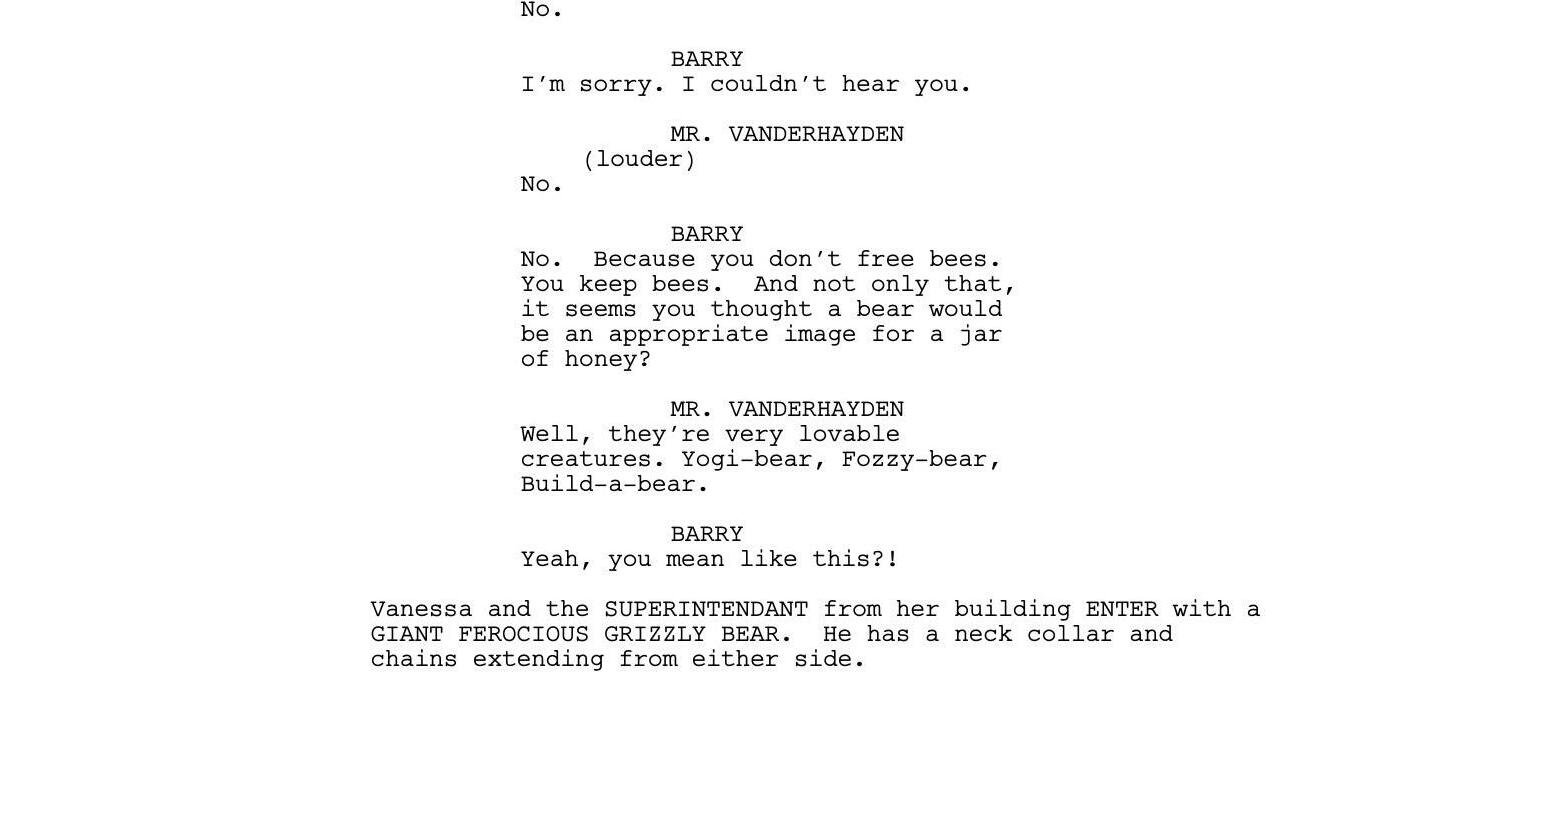 No.
BARRY
I’m sorry. I couldn’t hear you.
MR. VANDERHAYDEN
(louder)
No.
BARRY
No.  Because you don’t free bees.
You keep bees.  And not only that,
it seems you thought a bear would
be an appropriate image for a jar
of honey?
MR. VANDERHAYDEN
Well, they’re very lovable
creatures. Yogi-bear, Fozzy-bear,
Build-a-bear.
BARRY
Yeah, you mean like this?!
Vanessa and the SUPERINTENDANT from her building ENTER with a
GIANT FEROCIOUS GRIZZLY BEAR.  He has a neck collar and
chains extending from either side.